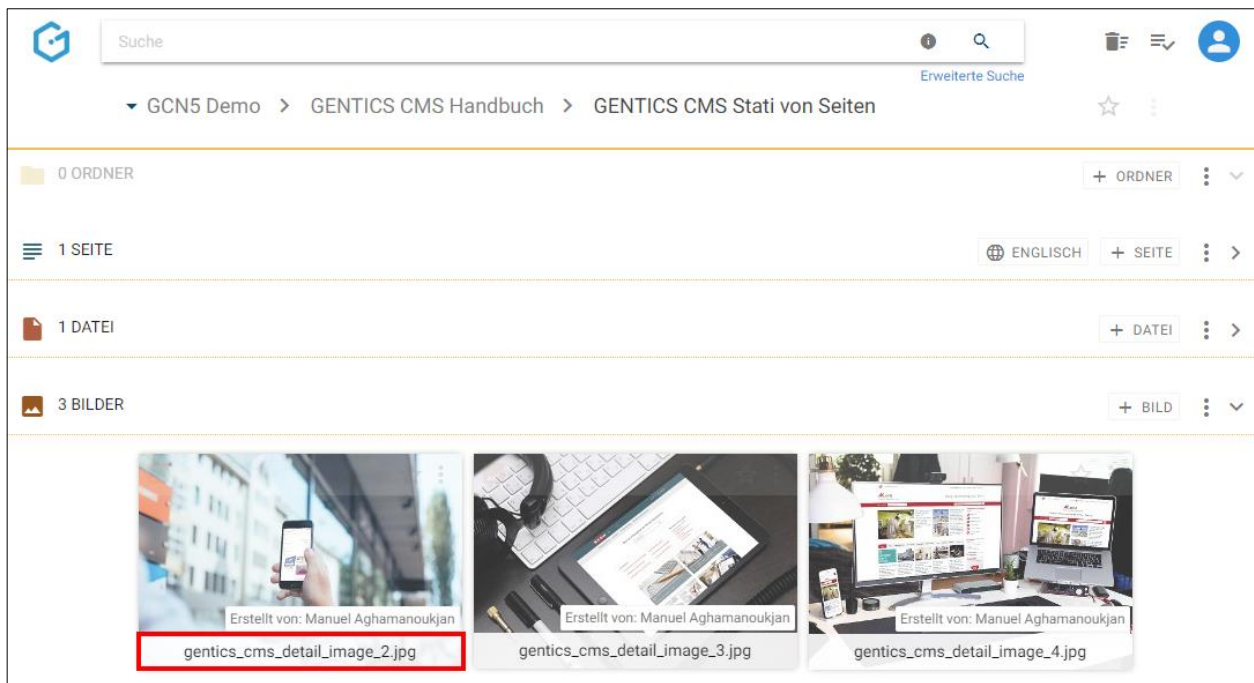 Suche
Erweiterte Suche
GCN5 Demo > GENTICS CMS Handbuch > GENTICS CMS Stati von Seiten
0 ORDNER + ORDNER
1 SEITE ENGLISCH + SEITE
1 DATEI + DATEI
3 BILDER + BILD
Erstellt von: Manuel Aghamanoukjan Erstellt von: Manuel Aghamanoukjan Erstellt von: Manuel Aghamanoukjan
gentics_cms_detail_image_2.jpg gentics_cms_detail_image_3.jpg gentics_cms_detail_image_4.jpg